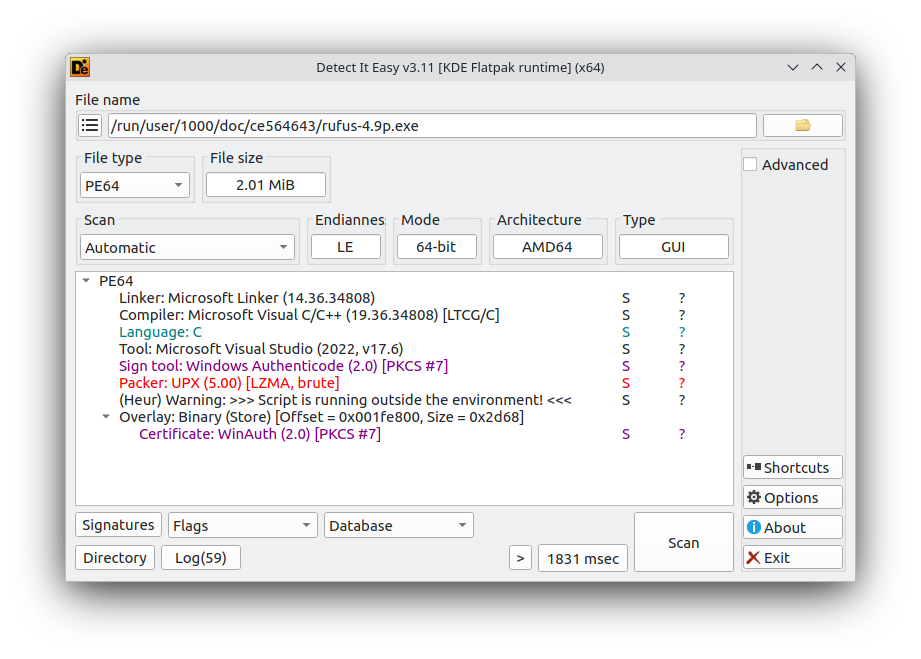 Detect It Easy v3.11 [KDE Flatpak runtime] (x64)
File name
/run/user/1000/doc/ce564643/rufus-4.9p.exe
File type
File size
PE64
2.01 MiB
Advanced
Scan
Endiannes
Mode
Architecture
Type
Automatic
LE
64-bit
AMD64
GUI
PE64
Linker: Microsoft Linker (14.36.34808) S ?
Compiler: Microsoft Visual C/C++ (19.36.34808) [LTCG/C] S ?
Language: C S ?
Tool: Microsoft Visual Studio (2022, v17.6) S ?
Sign tool: Windows Authenticode (2.0) [PKCS #7] S ?
Packer: UPX (5.00) [LZMA, brute] S ?
(Heur) Warning: >>> Script is running outside the environment! <<< S ?
Overlay: Binary (Store) [Offset = 0x001fe800, Size = 0x2d68]
Certificate: WinAuth (2.0) [PKCS #7] S ?
Shortcuts
Options
About
Exit
Signatures
Flags
Database
Scan
Directory
Log(59)
>
1831 msec